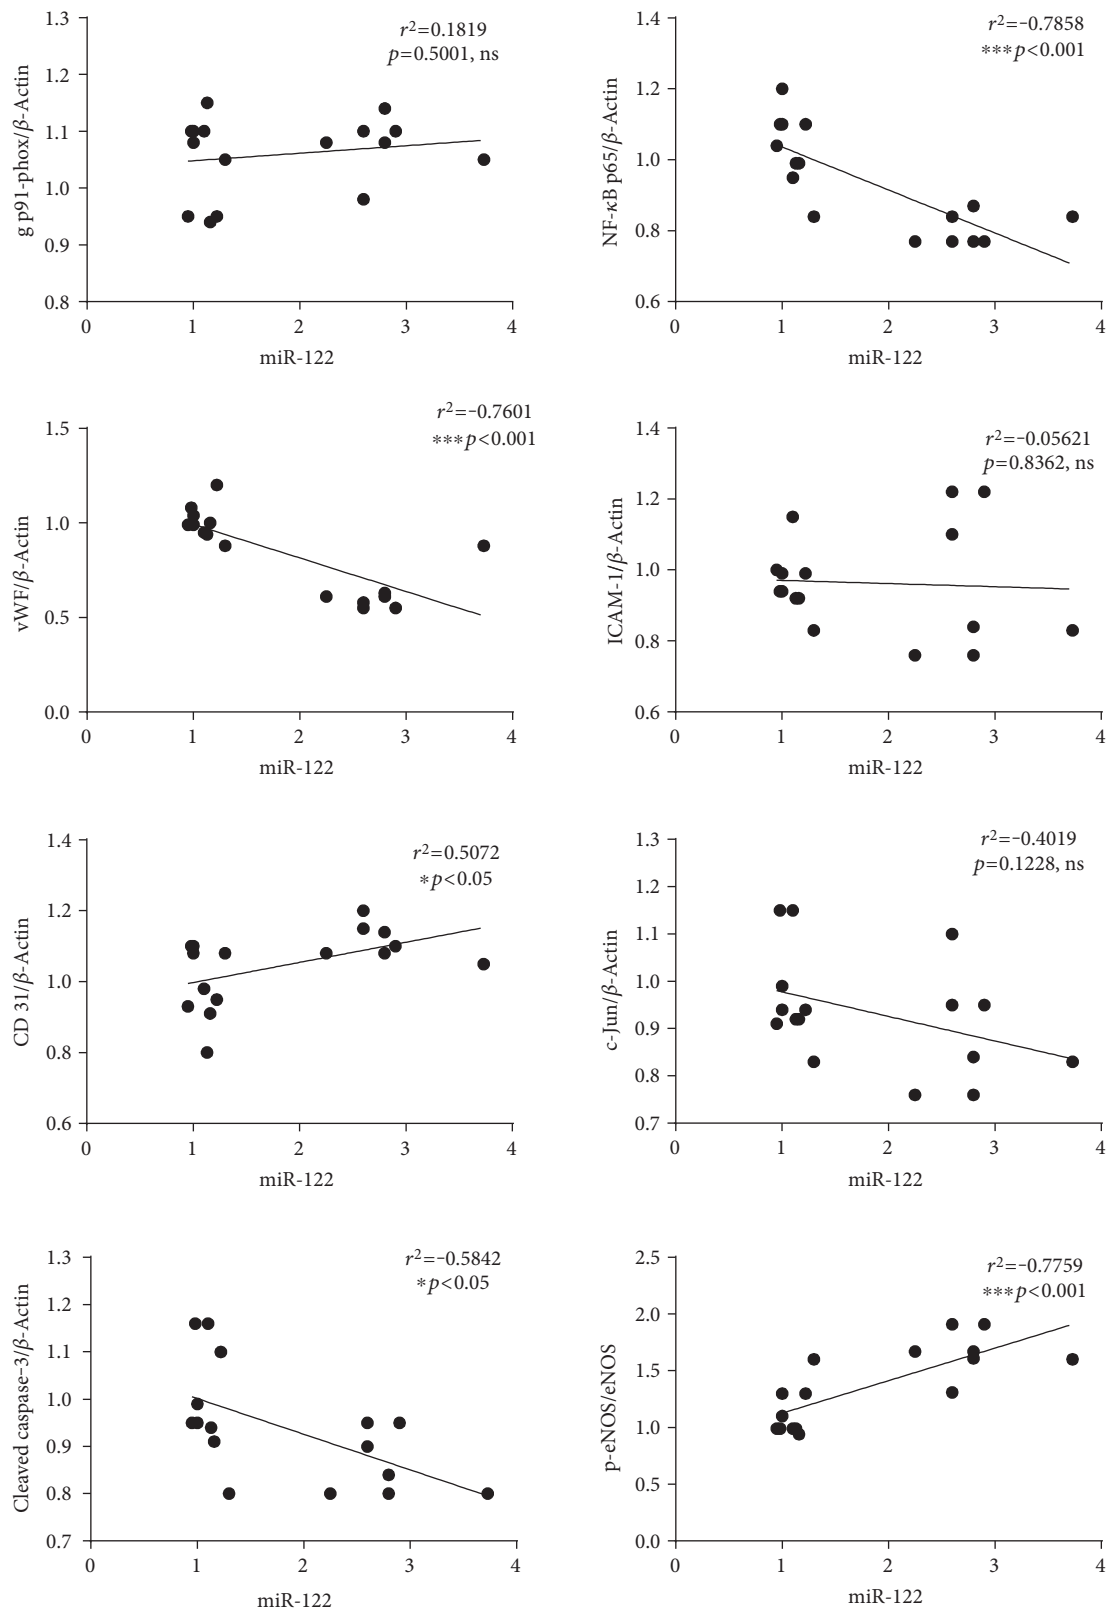 r²=0.1819
p=0.5001, ns
g p91-phox/β-Actin
1.3
1.2
1.1
1.0
0.9
0.8
0 1 2 3 4
miR-122
r²=-0.7858
***p<0.001
NF-κB p65/β-Actin
1.4
1.2
1.0
0.8
0.6
0 1 2 3 4
miR-122
r²=-0.7601
***p<0.001
vWF/β-Actin
1.5
1.0
0.5
0.0
0 1 2 3 4
miR-122
r²=-0.05621
p=0.8362, ns
ICAM-1/β-Actin
1.4
1.2
1.0
0.8
0.6
0 1 2 3 4
miR-122
r²=0.5072
*p<0.05
CD 31/β-Actin
1.4
1.2
1.0
0.8
0.6
0 1 2 3 4
miR-122
r²=-0.4019
p=0.1228, ns
c-Jun/β-Actin
1.3
1.2
1.1
1.0
0.9
0.8
0.7
0 1 2 3 4
miR-122
r²=-0.5842
*p<0.05
Cleaved caspase-3/β-Actin
1.3
1.2
1.1
1.0
0.9
0.8
0.7
0 1 2 3 4
miR-122
r²=-0.7759
***p<0.001
p-eNOS/eNOS
2.5
2.0
1.5
1.0
0.5
0.0
0 1 2 3 4
miR-122